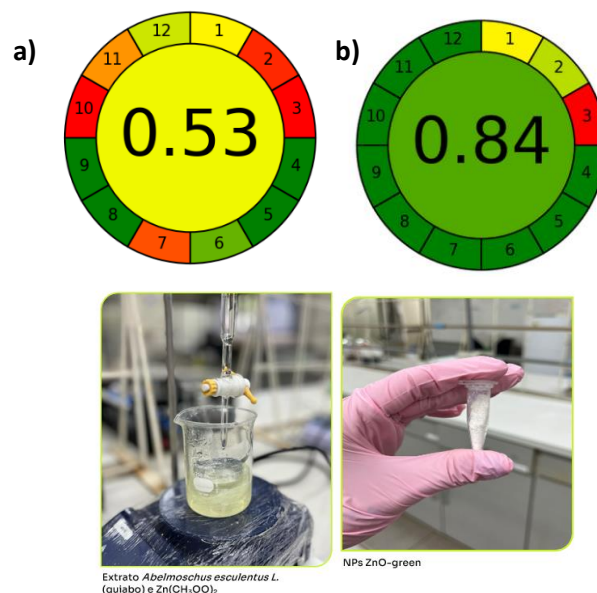 a)
12 1
11 2
10 3
9 4
8 5
7 6
0.53
b)
12 1
11 2
10 3
9 4
8 5
7 6
0.84
Extrato Abelmoschus esculentus L.
(quiabo) e Zn(CH₃OO)₂
NPs ZnO-green